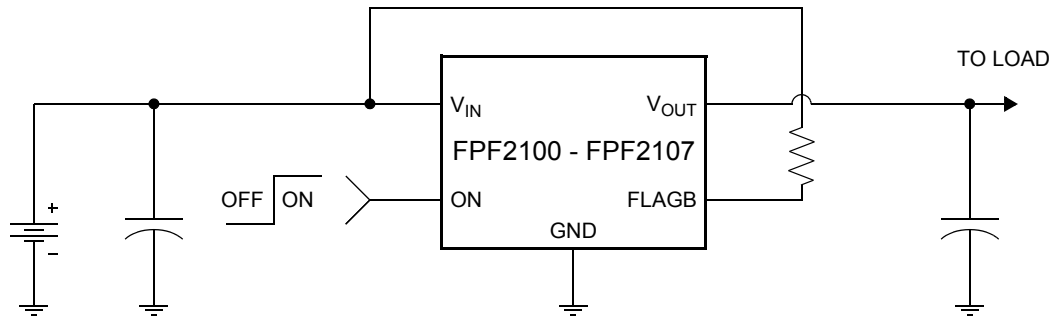 TO LOAD
VIN
VOUT
FPF2100 - FPF2107
OFF
ON
ON
FLAGB
GND
+
–